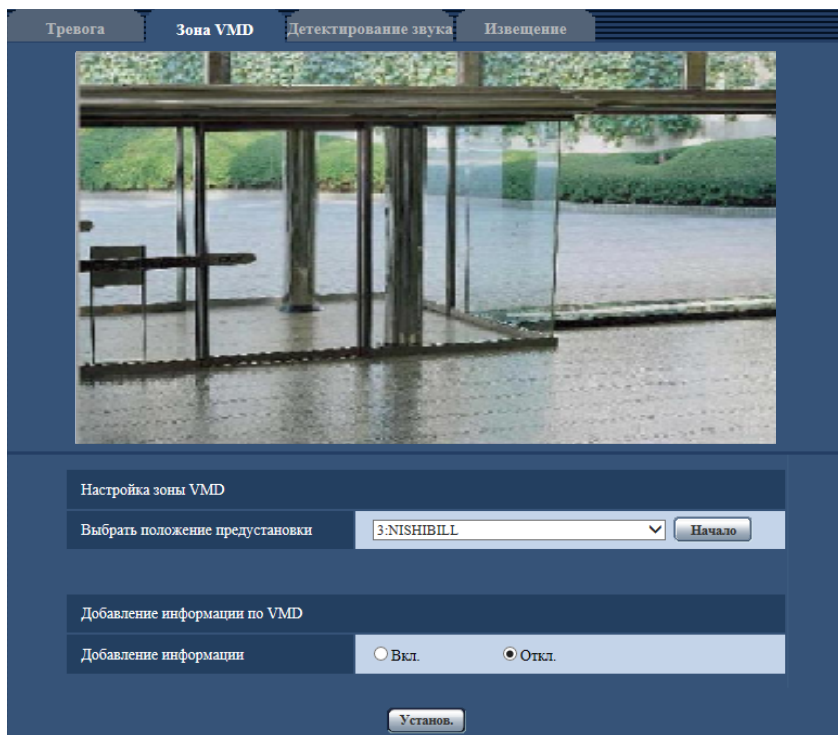 Тревога
Зона VMD
Детектирование звука
Извещение
Настройка зоны VMD
Выбрать положение предустановки
3:NISHIBILL
Начало
Добавление информации по VMD
Добавление информации
Вкл.
Откл.
Установ.